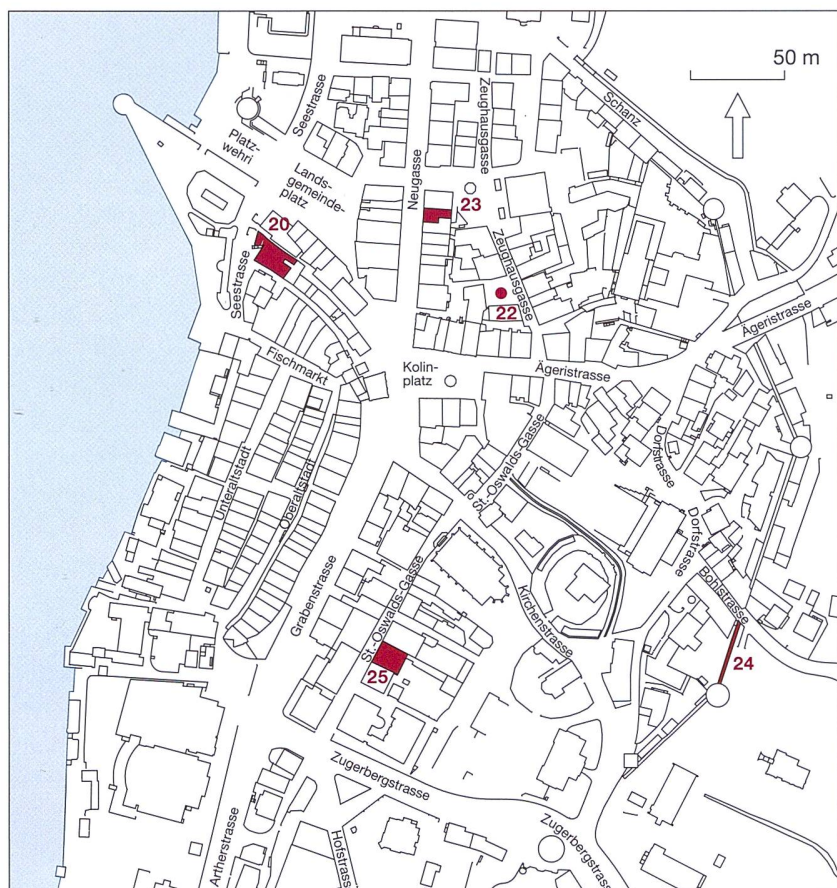 50 m
Seestrasse
Zeughausgasse
Schanz
Platz-
wehri
Lands-
gemeinde-
platz
Neugasse
23
20
Zeughausgasse
Seestrasse
22
Ägeristrasse
Fischmarkt
Kolin-
platz
Ägeristrasse
Dorfstrasse
St.-Oswalds-Gasse
Unteraltstadt
Oberaltstadt
Dorfstrasse
Bohlstrasse
Grabenstrasse
St.-Oswalds-Gasse
Kirchenstrasse
24
25
Zugerbergstrasse
Artherstrasse
Hofstrasse
Zugerbergstrasse